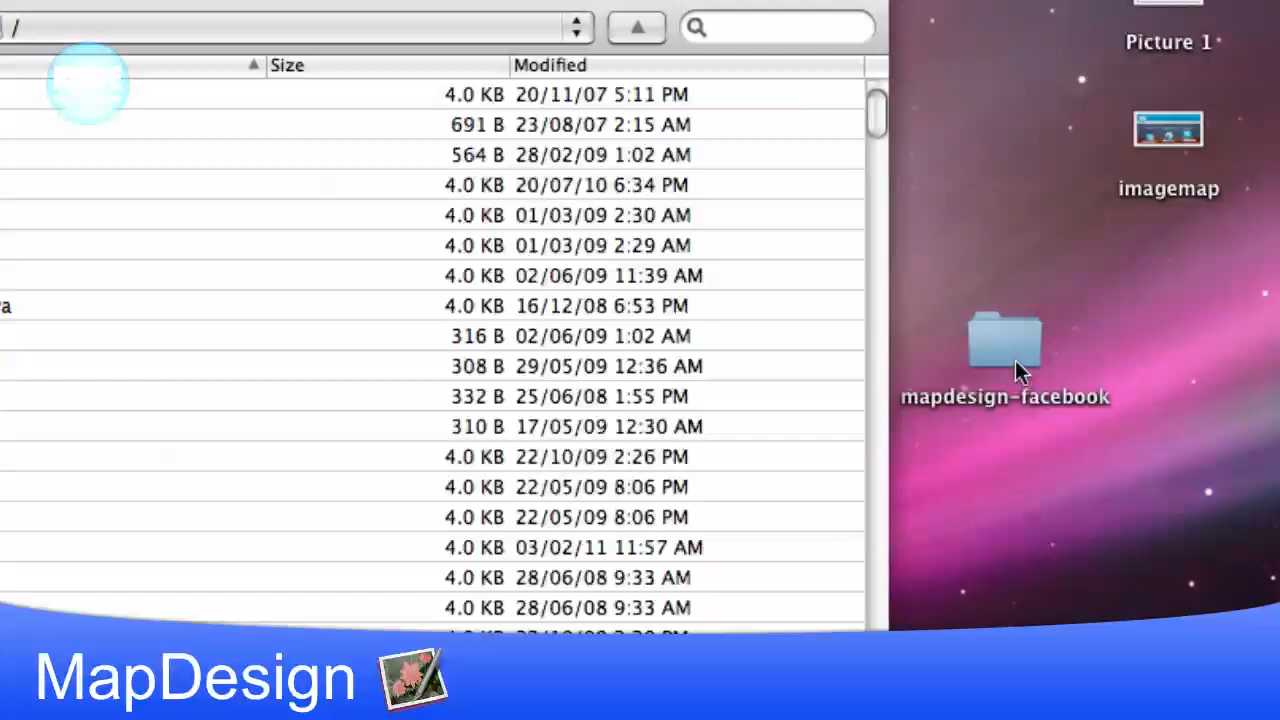 /
Size Modified
4.0 KB 20/11/07 5:11 PM
691 B 23/08/07 2:15 AM
564 B 28/02/09 1:02 AM
4.0 KB 20/07/10 6:34 PM
4.0 KB 01/03/09 2:30 AM
4.0 KB 01/03/09 2:29 AM
4.0 KB 02/06/09 11:39 AM
4.0 KB 16/12/08 6:53 PM
316 B 02/06/09 1:02 AM
308 B 29/05/09 12:36 AM
332 B 25/06/08 1:55 PM
310 B 17/05/09 12:30 AM
4.0 KB 22/10/09 2:26 PM
4.0 KB 22/05/09 8:06 PM
4.0 KB 22/05/09 8:06 PM
4.0 KB 03/02/11 11:57 AM
4.0 KB 28/06/08 9:33 AM
4.0 KB 28/06/08 9:33 AM
Picture 1
imagemap
mapdesign-facebook
MapDesign